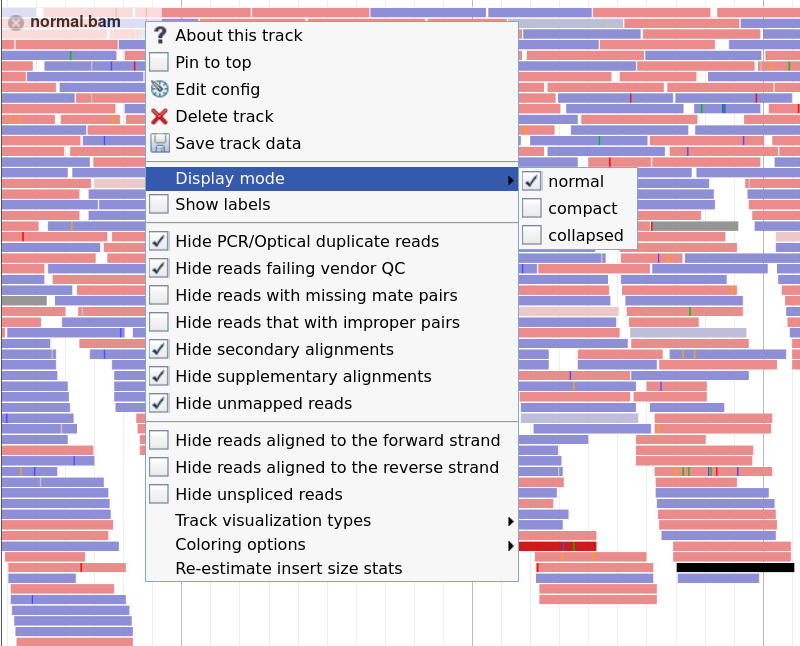 normal.bam
About this track
Pin to top
Edit config
Delete track
Save track data
Display mode
normal
compact
collapsed
Show labels
Hide PCR/Optical duplicate reads
Hide reads failing vendor QC
Hide reads with missing mate pairs
Hide reads that with improper pairs
Hide secondary alignments
Hide supplementary alignments
Hide unmapped reads
Hide reads aligned to the forward strand
Hide reads aligned to the reverse strand
Hide unspliced reads
Track visualization types
Coloring options
Re-estimate insert size stats